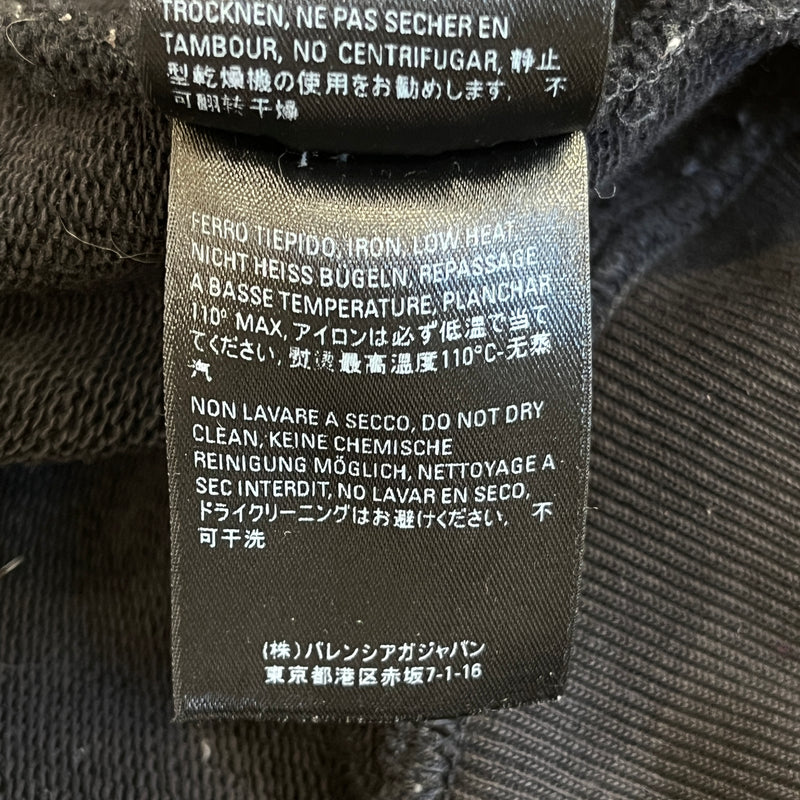 TROCKNEN, NE PAS SECHER EN
TAMBOUR, NO CENTRIFUGAR, 静止
型乾燥機の使用をお勧めします. 不
可翻转干燥
FERRO TIEPIDO, IRON, LOW HEAT
NICHT HEISS BÜGELN, REPASSAGE
A BASSE TEMPERATURE, PLANCHAR
110° MAX, アイロンは必ず低温で当て
てください, 熨烫 最高温度110°C-无蒸
汽
NON LAVARE A SECCO, DO NOT DRY
CLEAN, KEINE CHEMISCHE
REINIGUNG MÖGLICH, NETTOYAGE A
SEC INTERDIT, NO LAVAR EN SECO,
ドライクリーニングはお避けください. 不
可干洗
(株)バレンシアガジャパン
東京都港区赤坂7-1-16